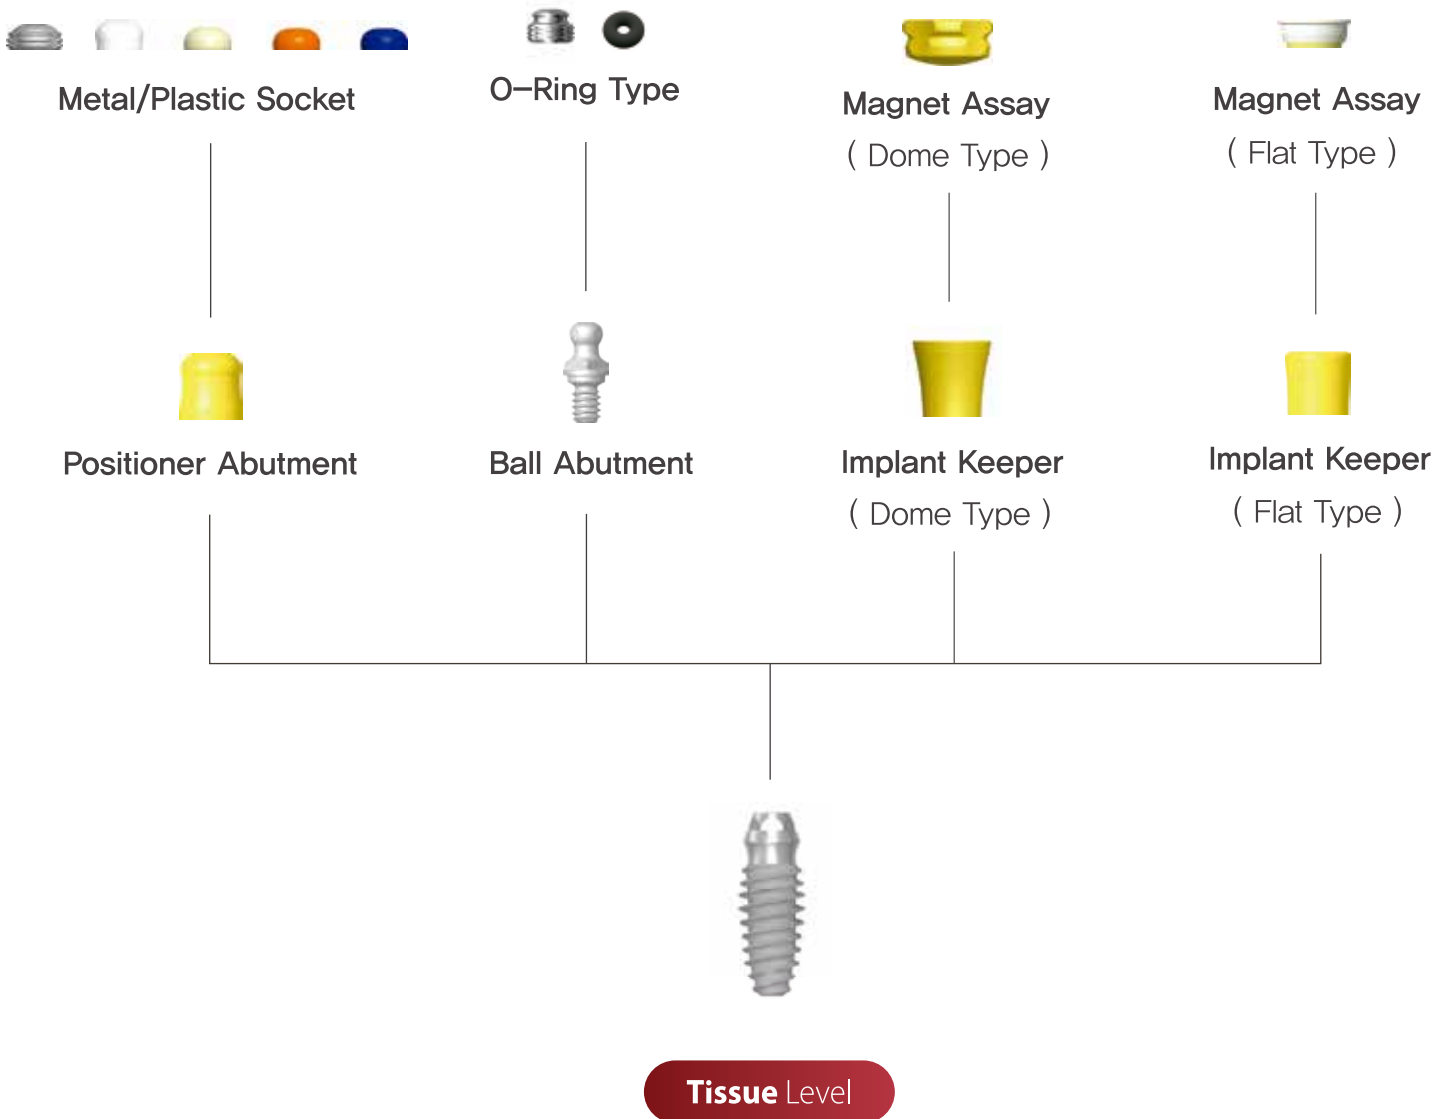 Metal/Plastic Socket
O-Ring Type
Magnet Assay
( Dome Type )
Magnet Assay
( Flat Type )
Positioner Abutment
Ball Abutment
Implant Keeper
( Dome Type )
Implant Keeper
( Flat Type )
Tissue Level